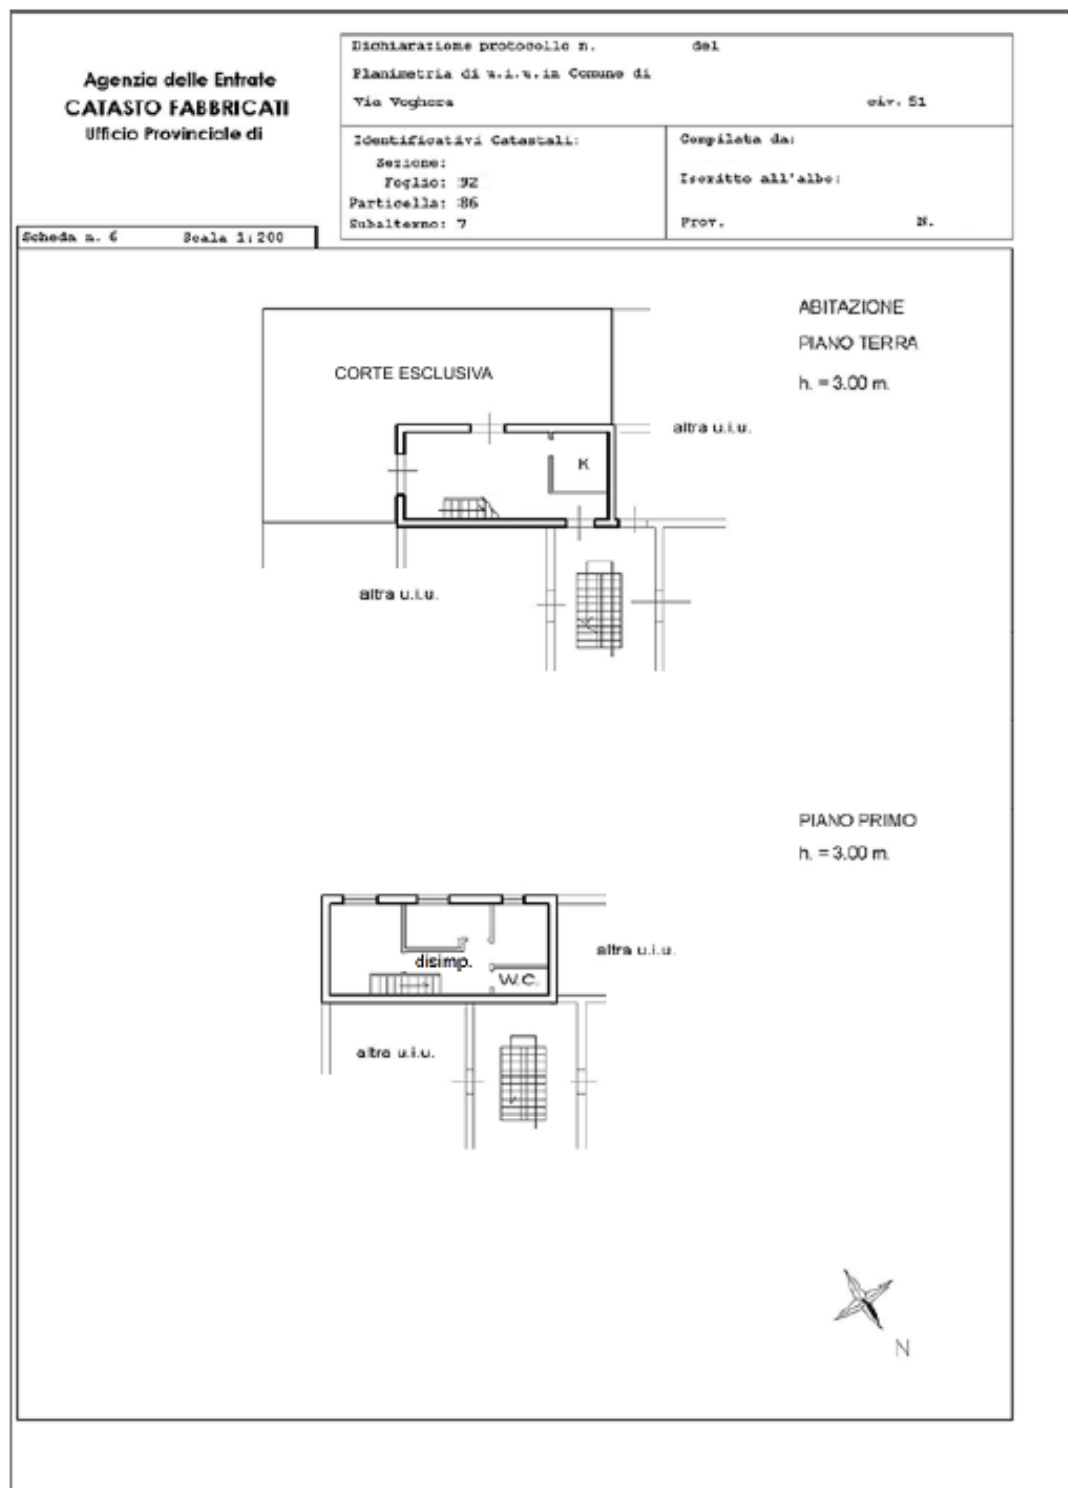 Agenzia delle Entrate
CATASTO FABBRICATI
Ufficio Provinciale di
Dichiarazione protocollo n. del
Planimetria di u.i.u.in Comune di
Via Voghera civ. 51
Identificativi Catastali:
Sezione:
Foglio: 92
Particella: 86
Subalterno: 7
Compilata da:
Iscritto all'albo:
Prov. N.
Scheda n. 6 Scala 1:200
ABITAZIONE
PIANO TERRA
h. = 3.00 m.
CORTE ESCLUSIVA
altra u.i.u.
K
altra u.i.u.
PIANO PRIMO
h. = 3.00 m.
altra u.i.u.
disimp.
W.C.
altra u.i.u.
N